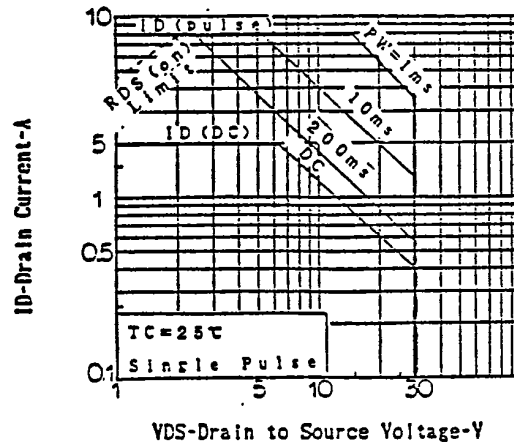 10
ID(pulse)
RDS(on)
Limit
PW=1ms
10ms
200ms
DC
ID(DC)
5
1
0.5
0.1
ID-Drain Current-A
TC=25℃
Single Pulse
1 5 10 30
VDS-Drain to Source Voltage-V